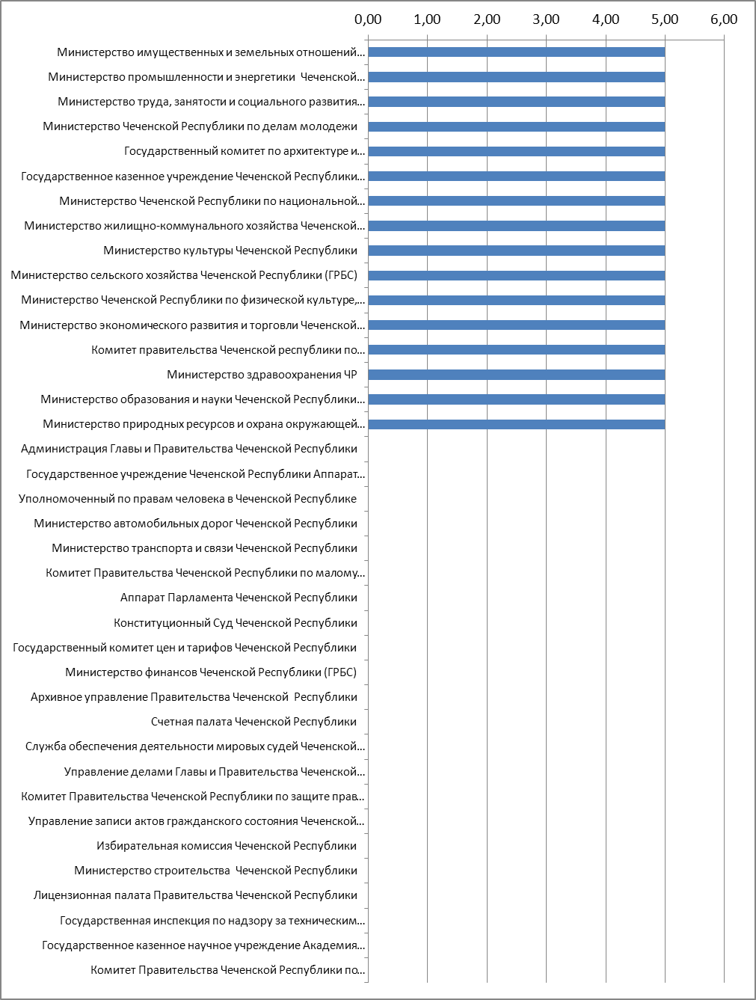 0,00 1,00 2,00 3,00 4,00 5,00 6,00
Министерство имущественных и земельных отношений...
Министерство промышленности и энергетики  Чеченской...
Министерство труда, занятости и социального развития...
Министерство Чеченской Республики по делам молодежи
Государственный комитет по архитектуре и...
Государственное казенное учреждение Чеченской Республики...
Министерство Чеченской Республики по национальной...
Министерство жилищно-коммунального хозяйства Чеченской...
Министерство культуры Чеченской Республики
Министерство сельского хозяйства Чеченской Республики (ГРБС)
Министерство Чеченской Республики по физической культуре,...
Министерство экономического развития и торговли Чеченской...
Комитет правительства Чеченской республики по...
Министерство здравоохранения ЧР
Министерство образования и науки Чеченской Республики...
Министерство природных ресурсов и охрана окружающей...
Администрация Главы и Правительства Чеченской Республики
Государственное учреждение Чеченской Республики Аппарат...
Уполномоченный по правам человека в Чеченской Республике
Министерство автомобильных дорог Чеченской Республики
Министерство транспорта и связи Чеченской Республики
Комитет Правительства Чеченской Республики по малому...
Аппарат Парламента Чеченской Республики
Конституционный Суд Чеченской Республики
Государственный комитет цен и тарифов Чеченской Республики
Министерство финансов Чеченской Республики (ГРБС)
Архивное управление Правительства Чеченской  Республики
Счетная палата Чеченской Республики
Служба обеспечения деятельности мировых судей Чеченской...
Управление делами Главы и Правительства Чеченской...
Комитет Правительства Чеченской Республики по защите прав...
Управление записи актов гражданского состояния Чеченской...
Избирательная комиссия Чеченской Республики
Министерство строительства  Чеченской Республики
Лицензионная палата Правительства Чеченской Республики
Государственная инспекция по надзору за техническим...
Государственное казенное научное учреждение Академия...
Комитет Правительства Чеченской Республики по...